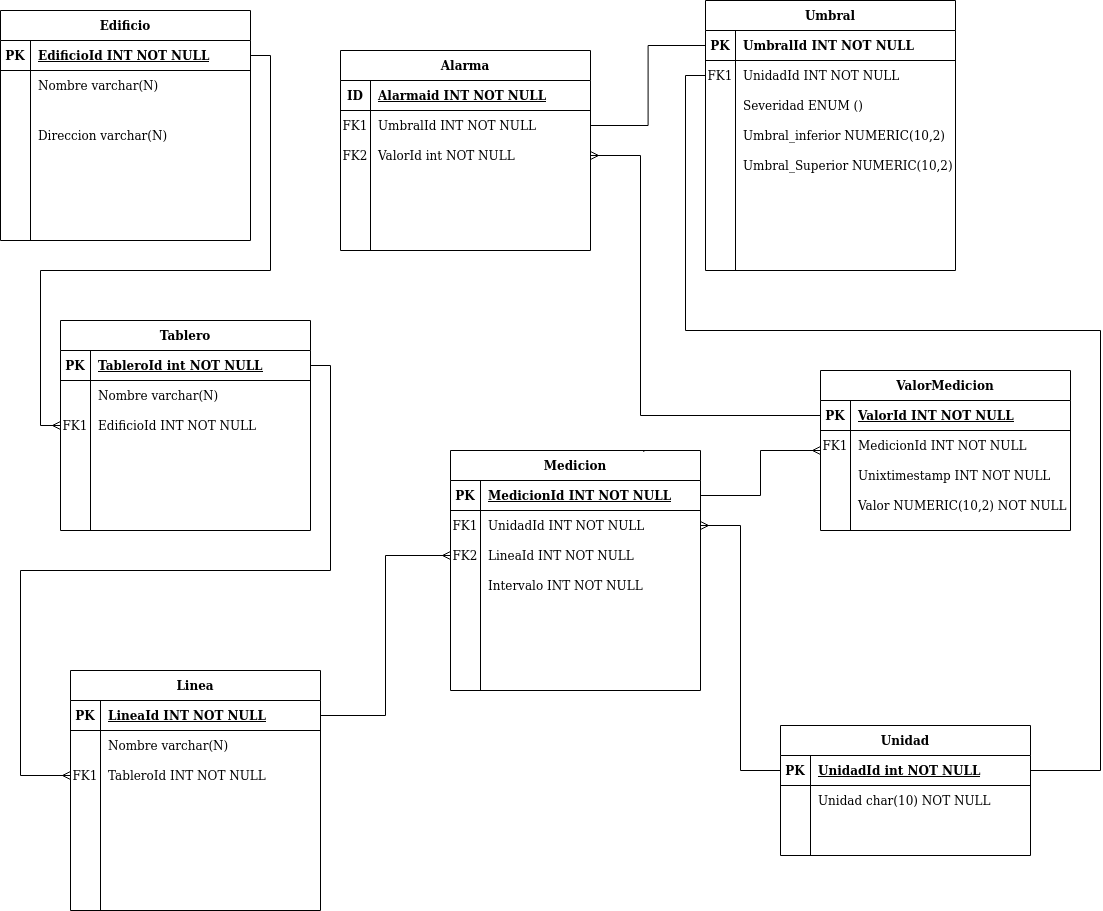 Edificio
PK EdificioId INT NOT NULL
Nombre varchar(N)
Direccion varchar(N)
Alarma
ID Alarmaid INT NOT NULL
FK1 UmbralId INT NOT NULL
FK2 ValorId int NOT NULL
Umbral
PK UmbralId INT NOT NULL
FK1 UnidadId INT NOT NULL
Severidad ENUM ()
Umbral_inferior NUMERIC(10,2)
Umbral_Superior NUMERIC(10,2)
Tablero
PK TableroId int NOT NULL
Nombre varchar(N)
FK1 EdificioId INT NOT NULL
ValorMedicion
PK ValorId INT NOT NULL
FK1 MedicionId INT NOT NULL
Unixtimestamp INT NOT NULL
Valor NUMERIC(10,2) NOT NULL
Medicion
PK MedicionId INT NOT NULL
FK1 UnidadId INT NOT NULL
FK2 LineaId INT NOT NULL
Intervalo INT NOT NULL
Linea
PK LineaId INT NOT NULL
Nombre varchar(N)
FK1 TableroId INT NOT NULL
Unidad
PK UnidadId int NOT NULL
Unidad char(10) NOT NULL